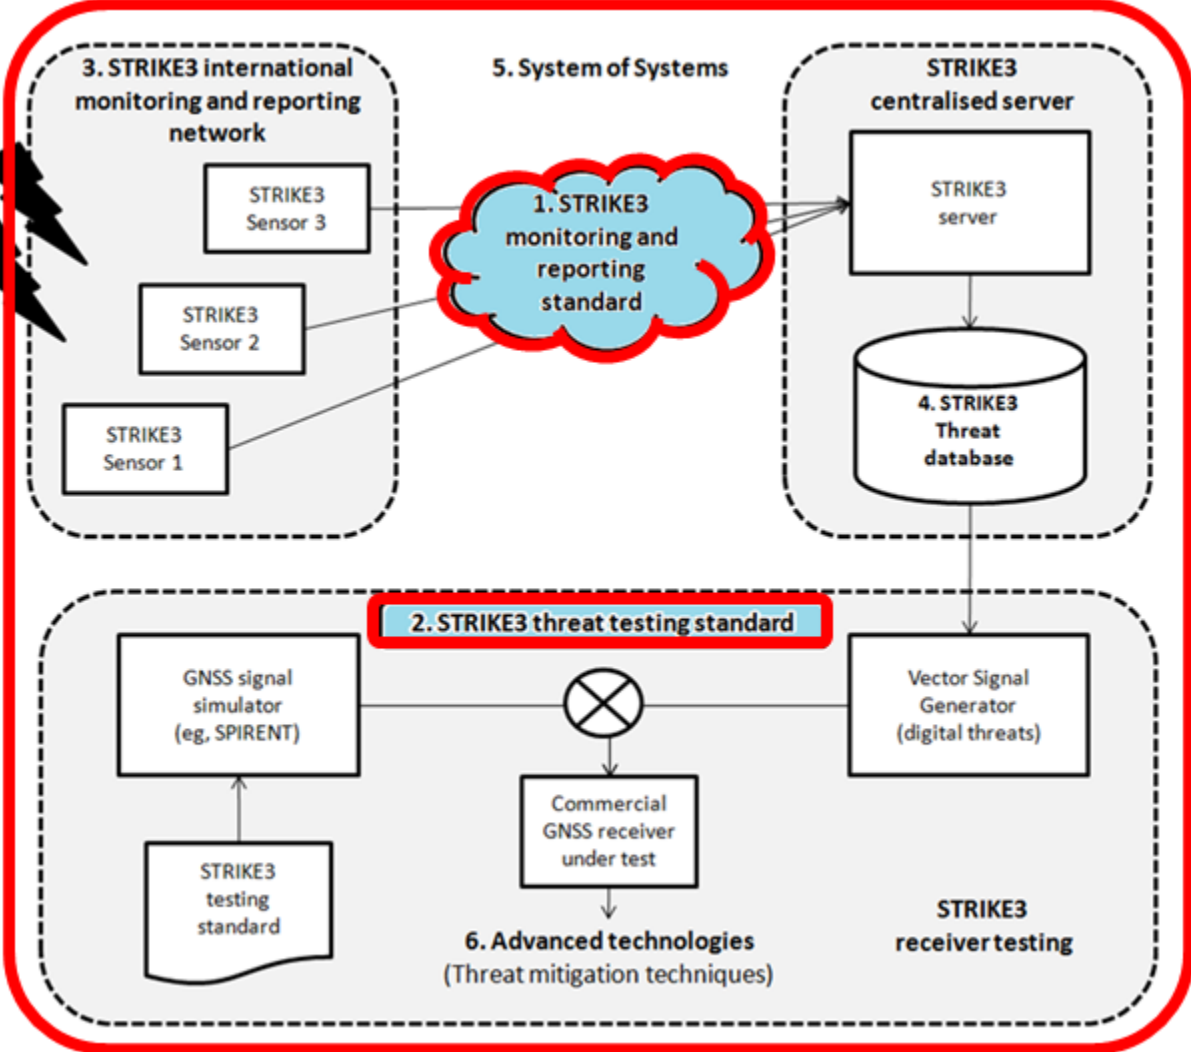 3. STRIKE3 international
monitoring and reporting
network
5. System of Systems
STRIKE3
centralised server
STRIKE3
Sensor 3
STRIKE3
Sensor 2
STRIKE3
Sensor 1
1. STRIKE3
monitoring and
reporting
standard
STRIKE3
server
4. STRIKE3
Threat
database
2. STRIKE3 threat testing standard
GNSS signal
simulator
(eg, SPIRENT)
Vector Signal
Generator
(digital threats)
Commercial
GNSS receiver
under test
STRIKE3
testing
standard
6. Advanced technologies
(Threat mitigation techniques)
STRIKE3
receiver testing